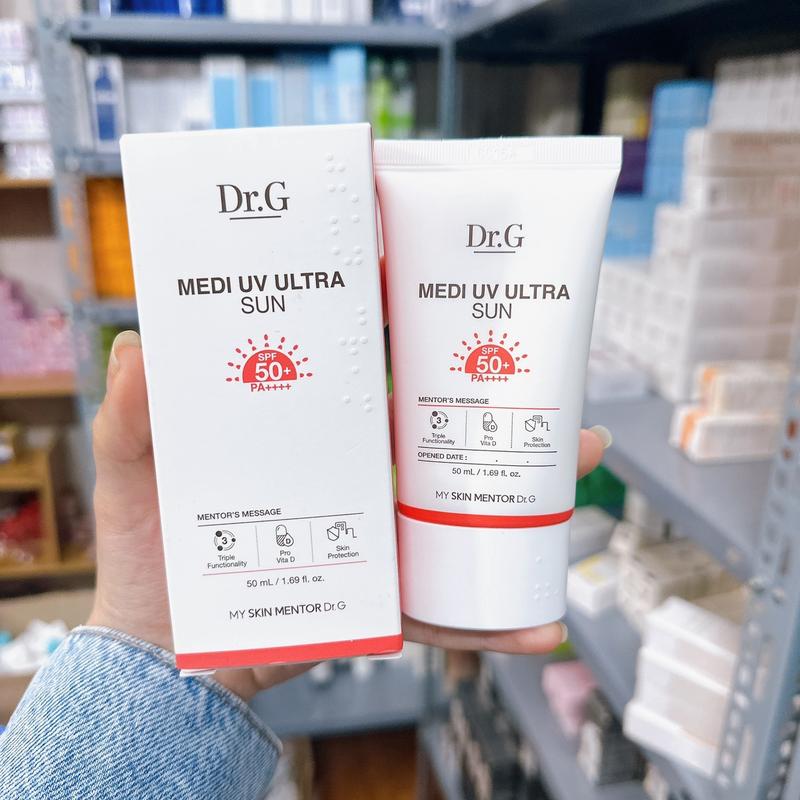 Dr.G
MEDI UV ULTRA
SUN
SPF
50+
PA++++
MENTOR'S MESSAGE
3
Triple
Functionality
D
Pro
Vita D
Skin
Protection
50 mL / 1.69 fl. oz.
MY SKIN MENTOR Dr.G
Dr.G
MEDI UV ULTRA
SUN
SPF
50+
PA++++
MENTOR'S MESSAGE
3
Triple
Functionality
D
Pro
Vita D
Skin
Protection
OPENED DATE : . .
50 mL / 1.69 fl. oz.
MY SKIN MENTOR Dr.G